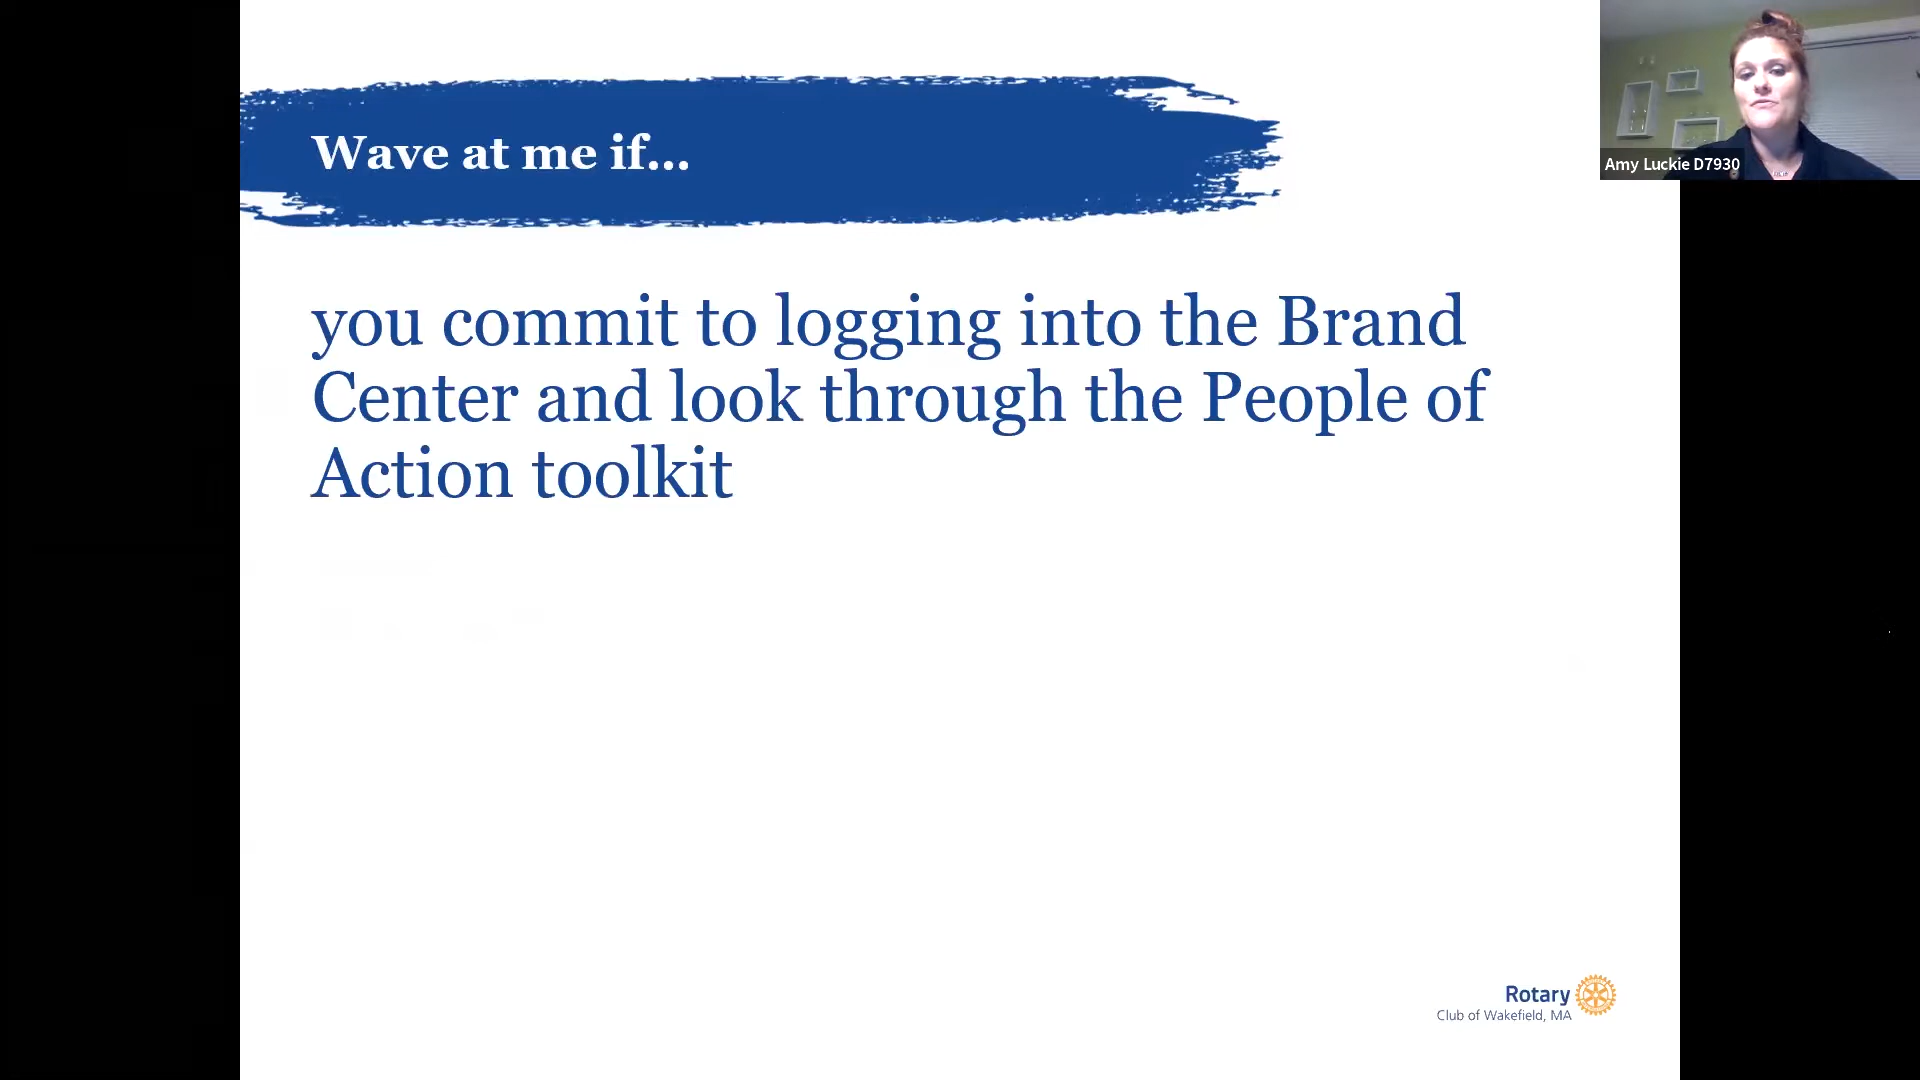 Wave at me if...
you commit to logging into the Brand
Center and look through the People of
Action toolkit
Amy Luckie D7930
Rotary
Club of Wakefield, MA